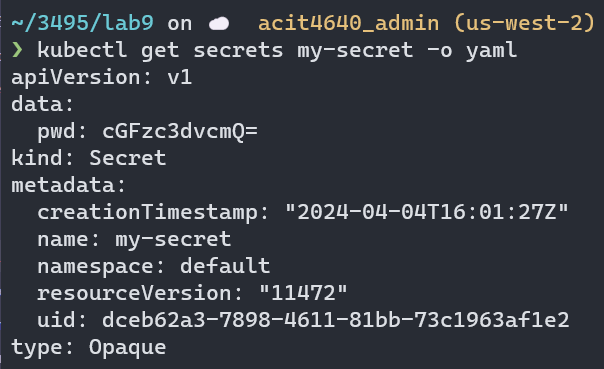 ~/3495/lab9 on ☁ acit4640_admin (us-west-2)
❯ kubectl get secrets my-secret -o yaml
apiVersion: v1
data:
  pwd: cGFzc3dvcmQ=
kind: Secret
metadata:
  creationTimestamp: "2024-04-04T16:01:27Z"
  name: my-secret
  namespace: default
  resourceVersion: "11472"
  uid: dceb62a3-7898-4611-81bb-73c1963af1e2
type: Opaque